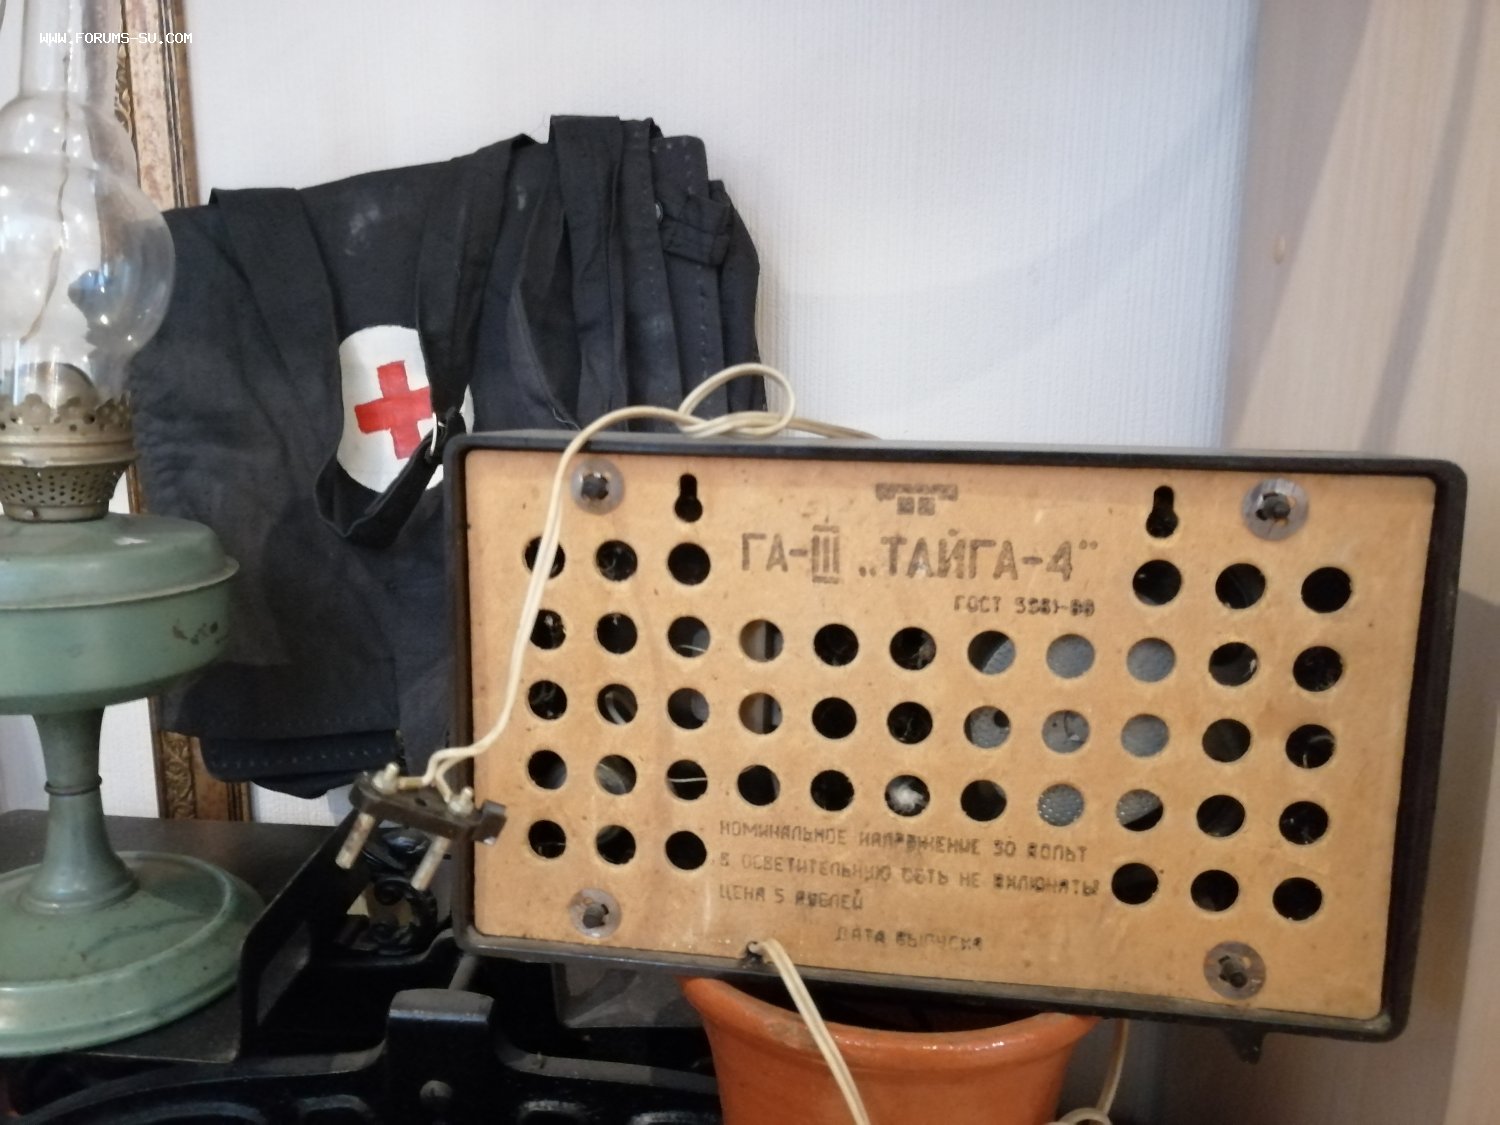 WWW.FORUMS-SU.COM
ГА-III „ТАЙГА-4"
ГОСТ
НОМИНАЛЬНОЕ НАПРЯЖЕНИЕ 30 ВОЛЬТ
В ОСВЕТИТЕЛЬНУЮ СЕТЬ НЕ ВКЛЮЧАТЬ!
ЦЕНА 5 РУБЛЕЙ
ДАТА ВЫПУСКА